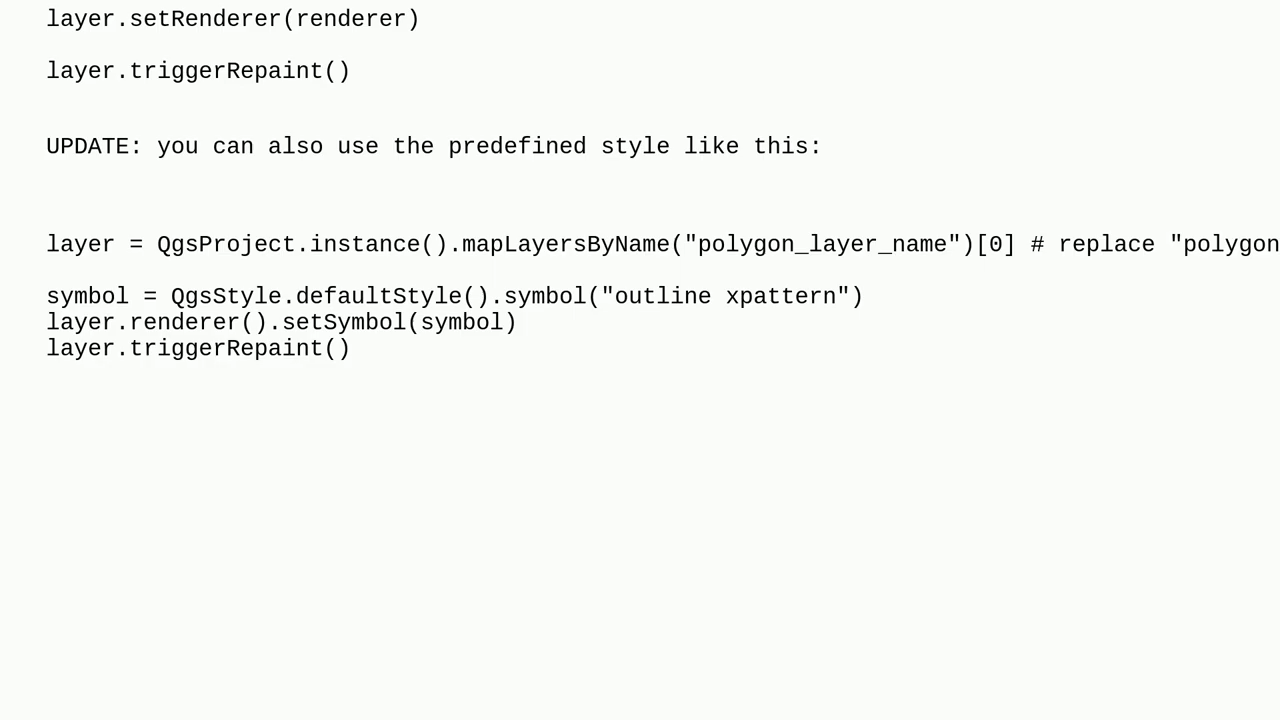 layer.setRenderer(renderer)
layer.triggerRepaint()
UPDATE: you can also use the predefined style like this:
layer = QgsProject.instance().mapLayersByName("polygon_layer_name")[0] # replace "polygon
symbol = QgsStyle.defaultStyle().symbol("outline xpattern")
layer.renderer().setSymbol(symbol)
layer.triggerRepaint()